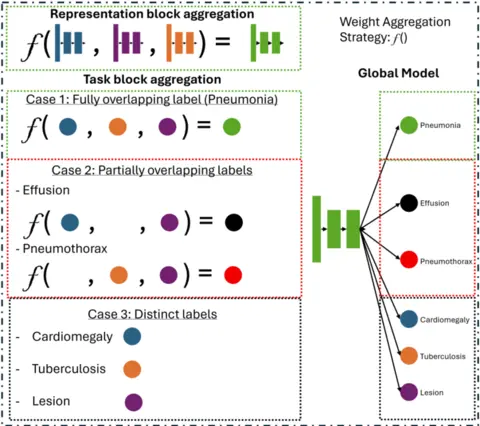 Representation block aggregation
f( , , ) =
Task block aggregation
Case 1: Fully overlapping label (Pneumonia)
f( , , ) =
Case 2: Partially overlapping labels
- Effusion
f( , ) =
- Pneumothorax
f( , , ) =
Case 3: Distinct labels
- Cardiomegaly
- Tuberculosis
- Lesion
Weight Aggregation
Strategy: f()
Global Model
Pneumonia
Effusion
Pneumothorax
Cardiomegaly
Tuberculosis
Lesion